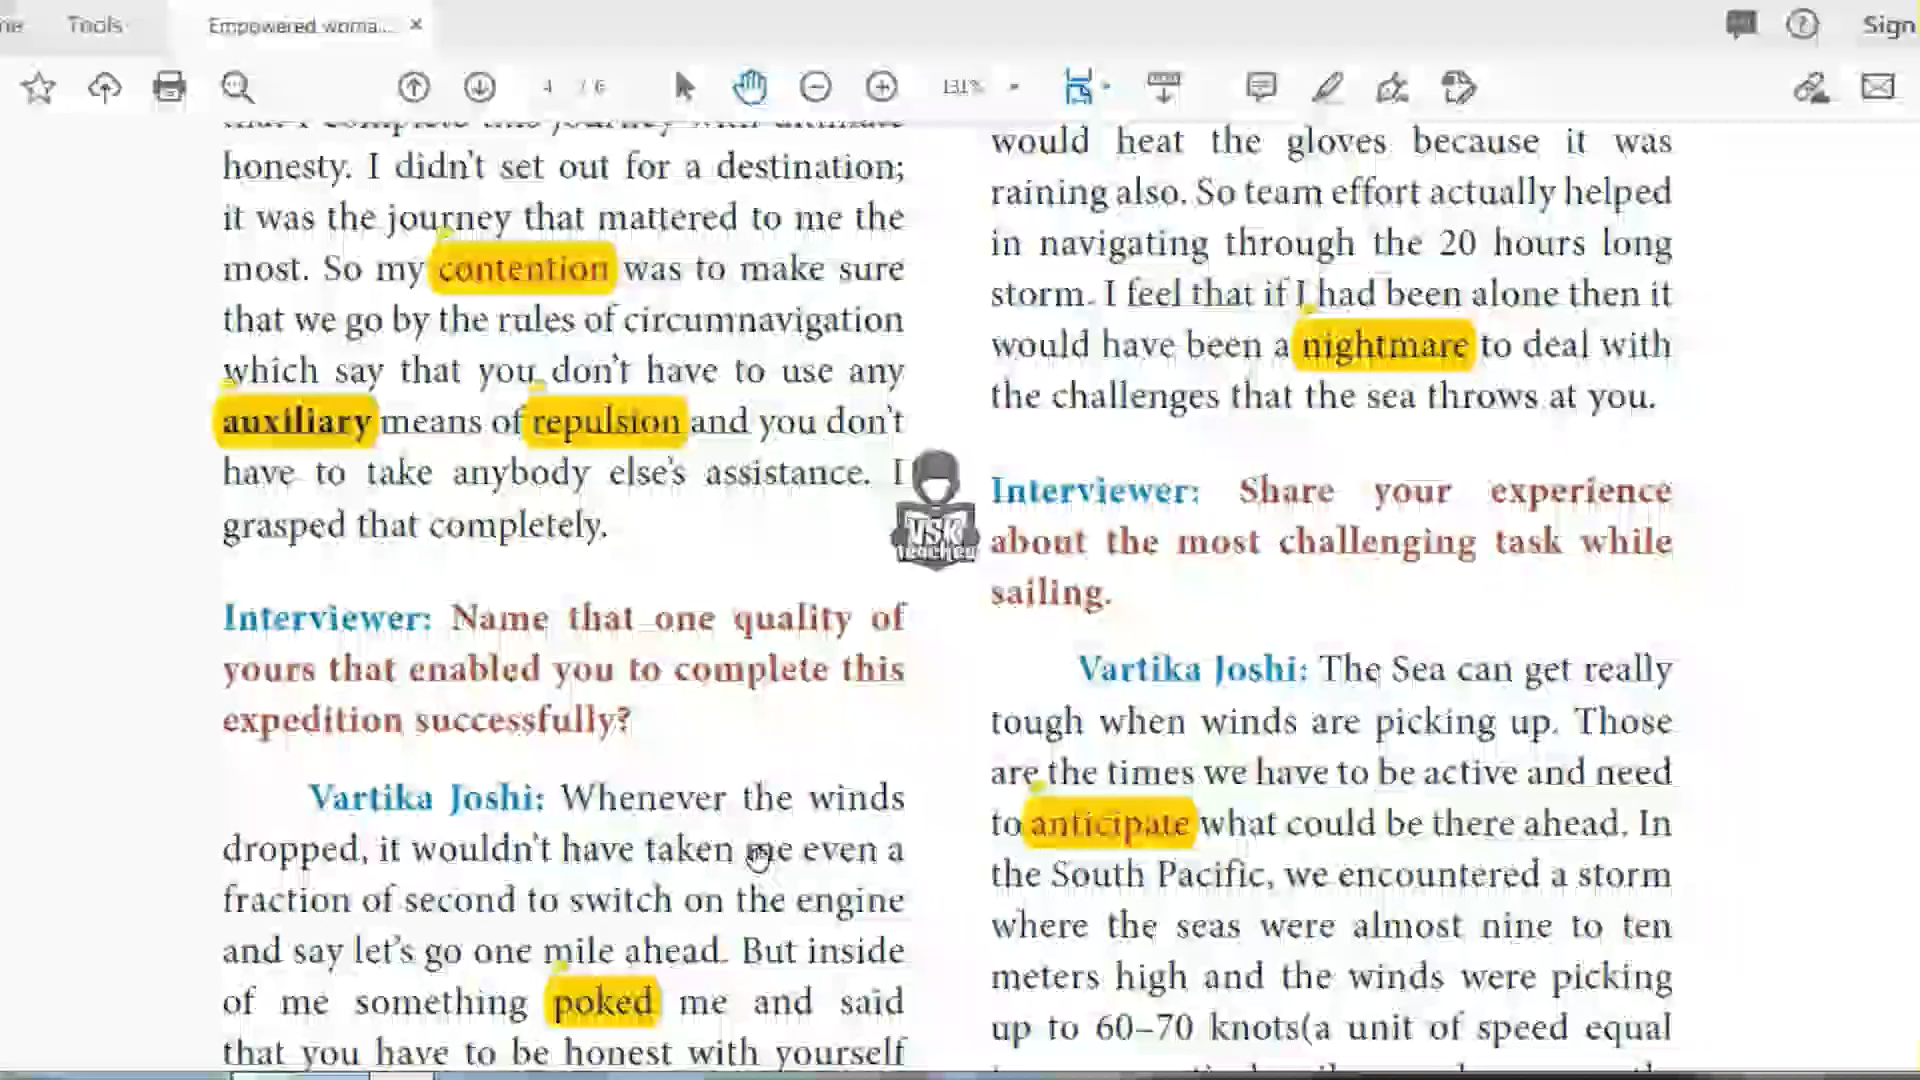 Tools
Empowered woma... ×
Sign
4 / 6
131%
honesty. I didn't set out for a destination;
it was the journey that mattered to me the
most. So my contention was to make sure
that we go by the rules of circumnavigation
which say that you don't have to use any
auxiliary means of repulsion and you don't
have to take anybody else's assistance. I
grasped that completely.
Interviewer: Name that one quality of
yours that enabled you to complete this
expedition successfully?
Vartika Joshi: Whenever the winds
dropped, it wouldn't have taken me even a
fraction of second to switch on the engine
and say let's go one mile ahead. But inside
of me something poked me and said
that you have to be honest with yourself
would heat the gloves because it was
raining also. So team effort actually helped
in navigating through the 20 hours long
storm. I feel that if I had been alone then it
would have been a nightmare to deal with
the challenges that the sea throws at you.
Interviewer: Share your experience
about the most challenging task while
sailing.
Vartika Joshi: The Sea can get really
tough when winds are picking up. Those
are the times we have to be active and need
to anticipate what could be there ahead. In
the South Pacific, we encountered a storm
where the seas were almost nine to ten
meters high and the winds were picking
up to 60–70 knots(a unit of speed equal
VSK
teacher